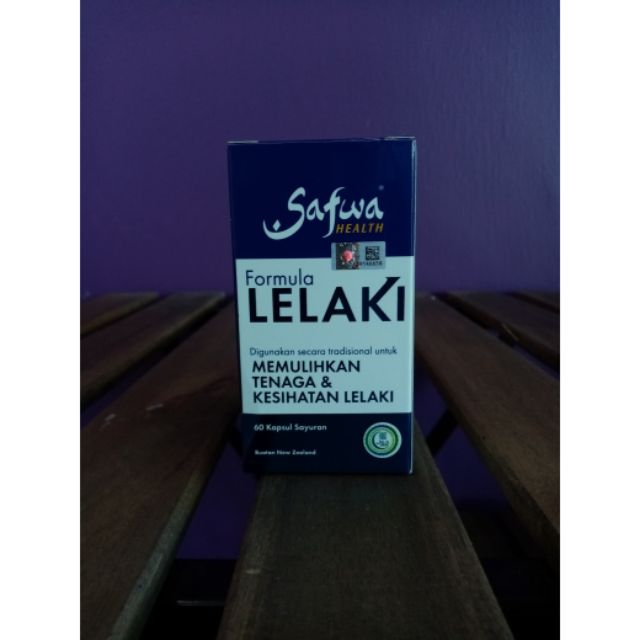 Safwa
HEALTH
Formula
LELAKI
Digunakan secara tradisional untuk
MEMULIHKAN
TENAGA &
KESIHATAN LELAKI
60 Kapsul Sayuran
Buatan New Zealand